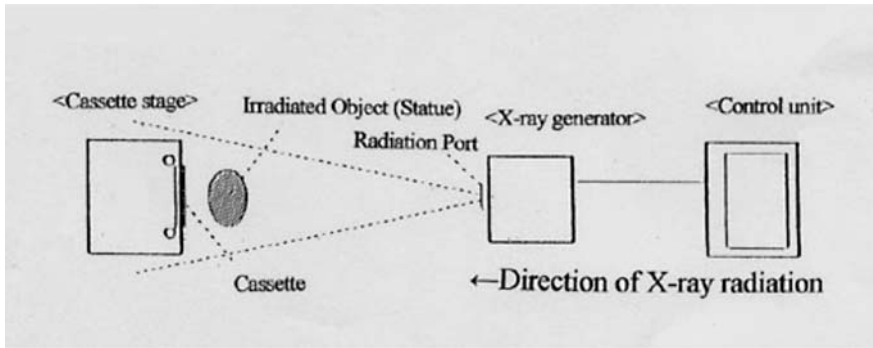 <Cassette stage>
Irradiated Object (Statue)
Radiation Port
<X-ray generator>
<Control unit>
Cassette
←Direction of X-ray radiation